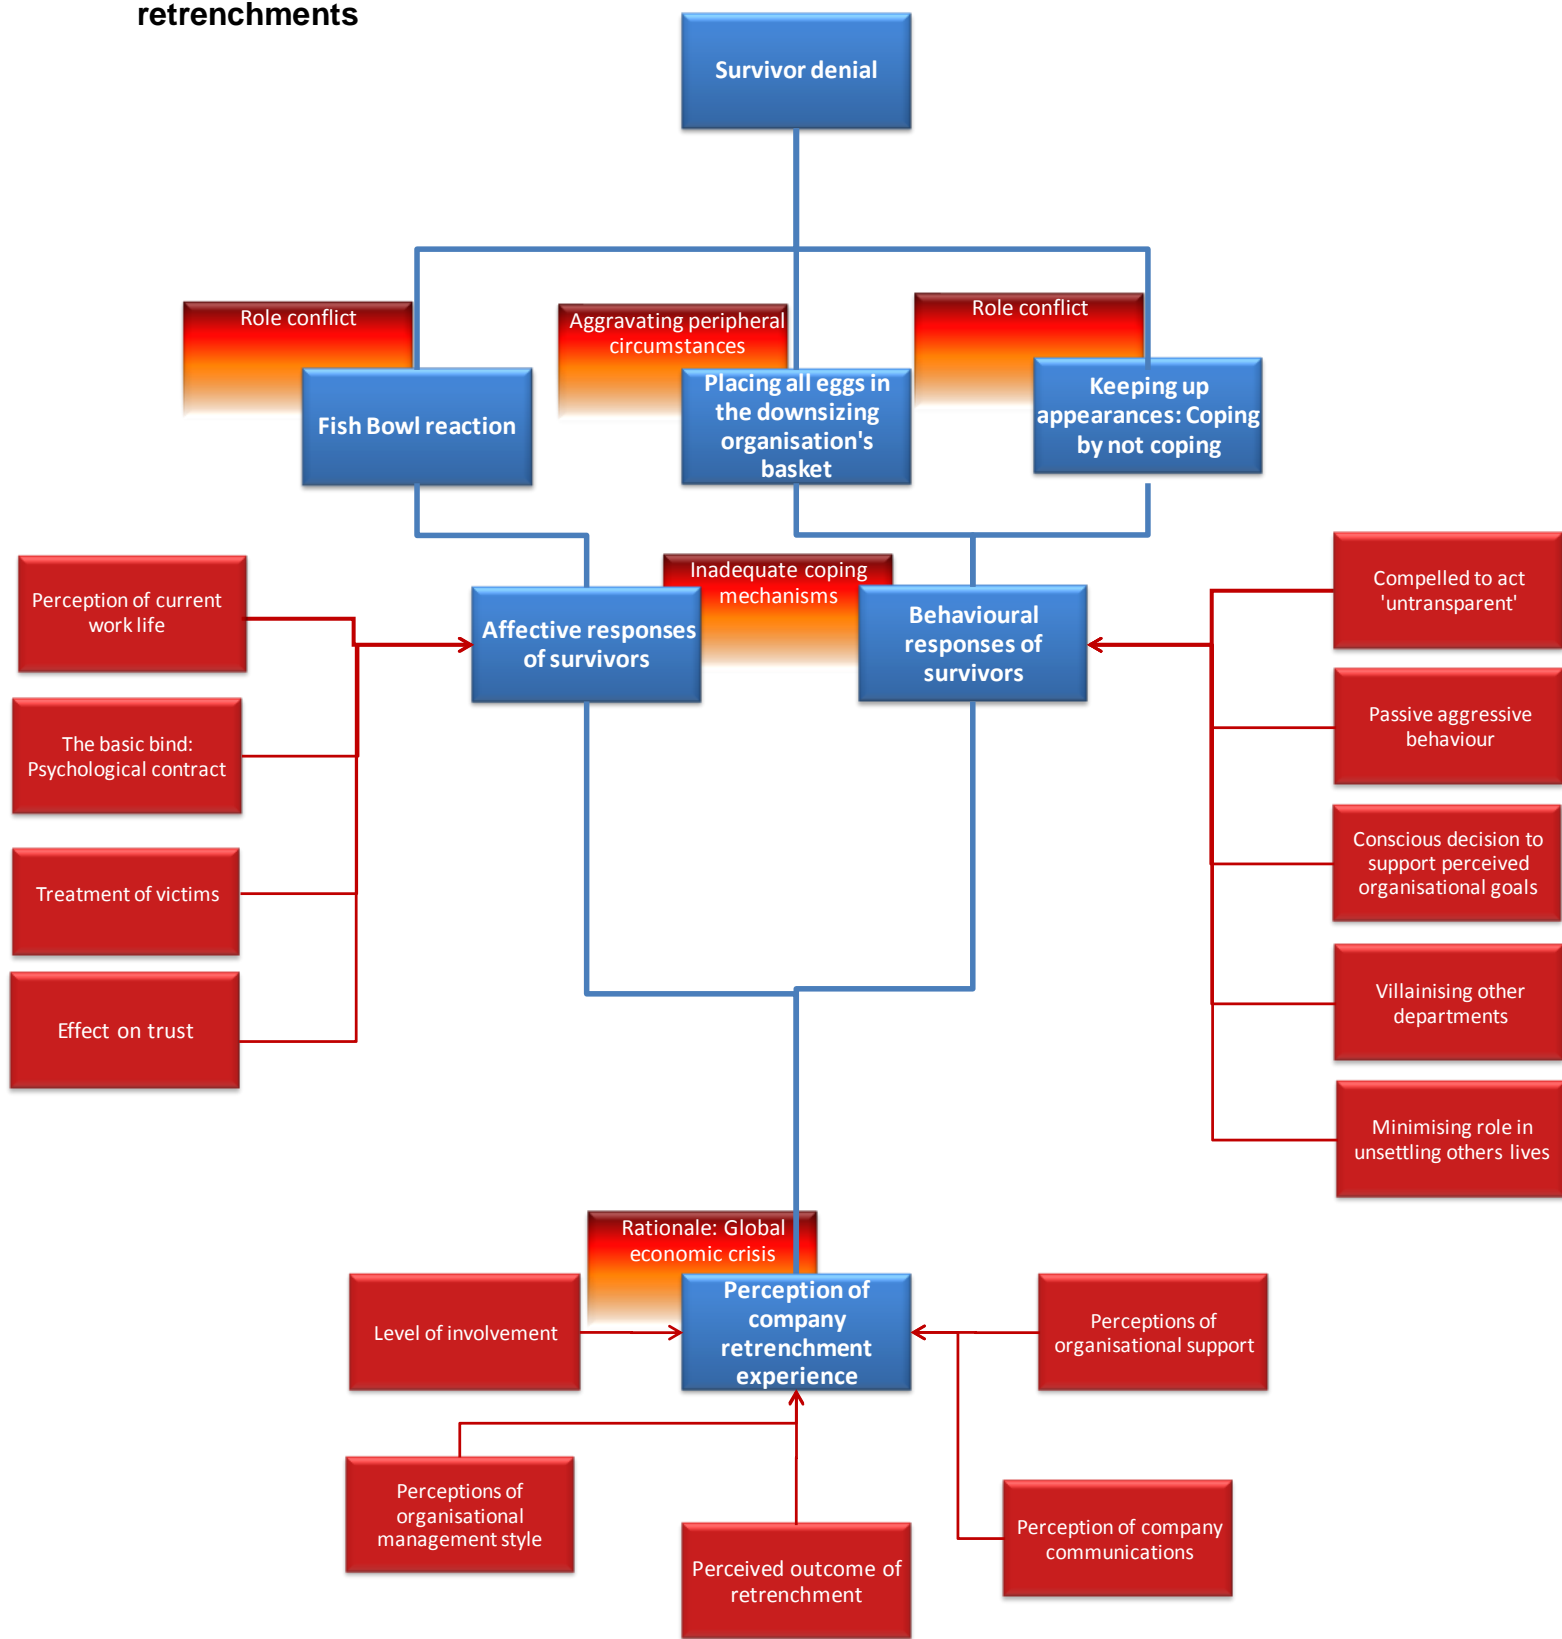 retrenchments
Survivor denial
Role conflict
Aggravating peripheral
circumstances
Role conflict
Fish Bowl reaction
Placing all eggs in
the downsizing
organisation's
basket
Keeping up
appearances: Coping
by not coping
Perception of current
work life
Inadequate coping
mechanisms
Compelled to act
'untransparent'
Affective responses
of survivors
Behavioural
responses of
survivors
The basic bind:
Psychological contract
Passive aggressive
behaviour
Treatment of victims
Conscious decision to
support perceived
organisational goals
Effect on trust
Villainising other
departments
Minimising role in
unsettling others lives
Rationale: Global
economic crisis
Level of involvement
Perception of
company
retrenchment
experience
Perceptions of
organisational support
Perceptions of
organisational
management style
Perceived outcome of
retrenchment
Perception of company
communications